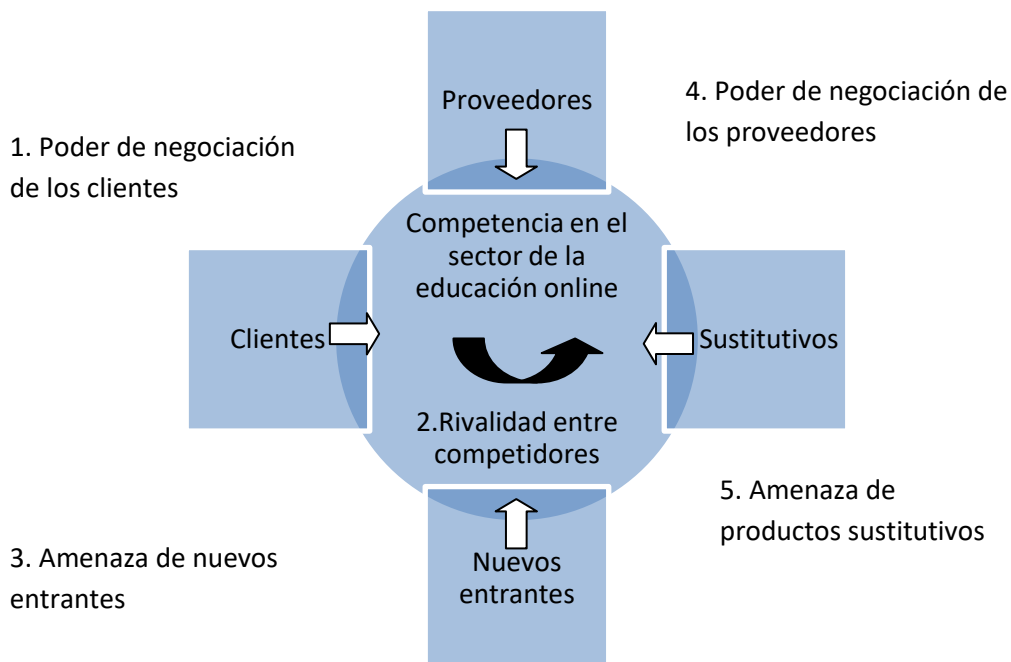 Proveedores
4. Poder de negociación de
los proveedores
1. Poder de negociación
de los clientes
Competencia en el
sector de la
educación online
Clientes
Sustitutivos
2.Rivalidad entre
competidores
5. Amenaza de
productos sustitutivos
3. Amenaza de nuevos
entrantes
Nuevos
entrantes